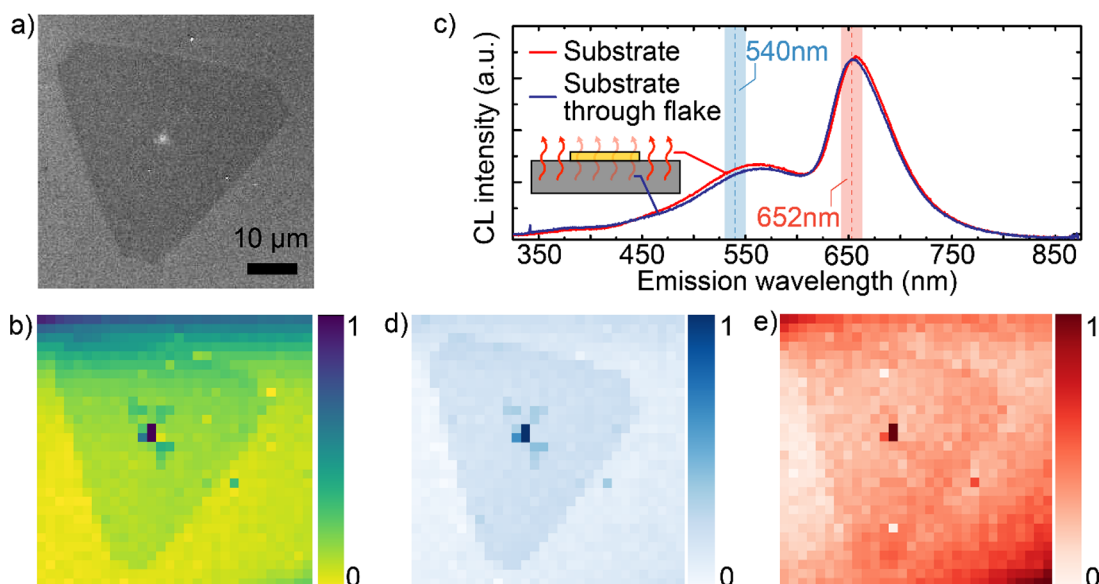 a)
10 μm
c)
CL intensity (a.u.)
Substrate
Substrate
through flake
540nm
652nm
350 450 550 650 750 850
Emission wavelength (nm)
b)
1
0
d)
1
0
e)
1
0